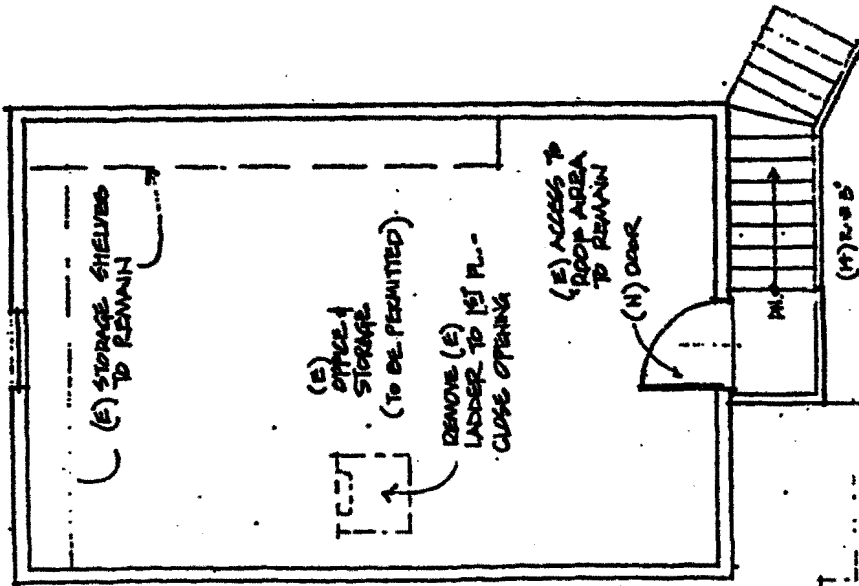 (E) STORAGE SHELVES
TO REMAIN
(E)
OFFICE &
STORAGE
(TO BE PERMITTED)
REMOVE (E)
LADDER TO 1ST FL. -
CLOSE OPENING
(E) ACCESS TO
ROOF AREA
TO REMAIN
(N) DOOR
DN.